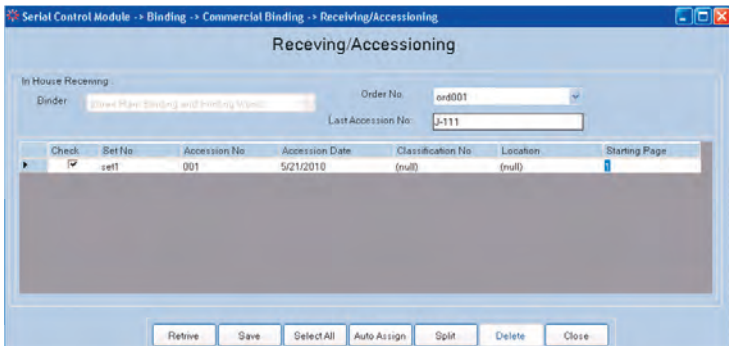 Serial Control Module -> Binding -> Commercial Binding -> Receiving/Accessioning
Receving/Accessioning
In House Receining
Binder
Order No.
ord001
Last Accession No:
J-111
Check Set No Accession No Accession Date Classification No Location Starting Page
set1 001 5/21/2010 (null) (null) 1
Retrive Save Select All Auto Assign Split Delete Close